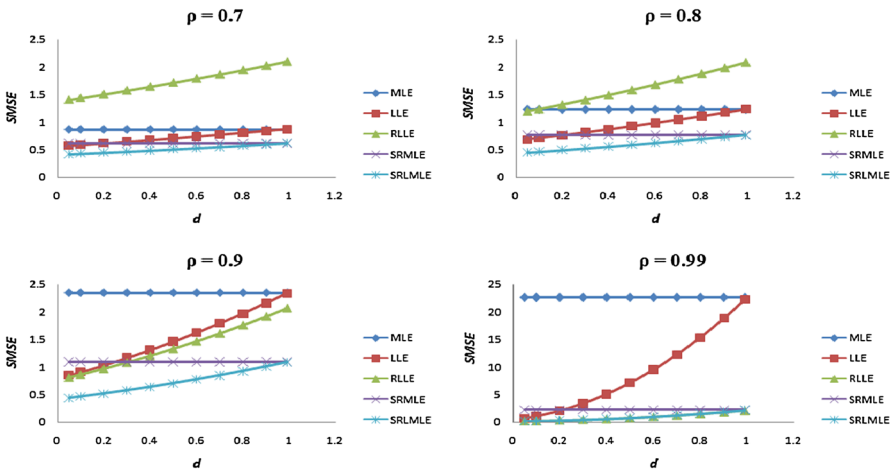 ρ = 0.7
SMSE
2.5
2
1.5
1
0.5
0
0 0.2 0.4 0.6 0.8 1 1.2
d
MLE
LLE
RLLE
SRMLE
SRLMLE
ρ = 0.8
SMSE
2.5
2
1.5
1
0.5
0
0 0.2 0.4 0.6 0.8 1 1.2
d
MLE
LLE
RLLE
SRMLE
SRLMLE
ρ = 0.9
SMSE
2.5
2
1.5
1
0.5
0
0 0.2 0.4 0.6 0.8 1 1.2
d
MLE
LLE
RLLE
SRMLE
SRLMLE
ρ = 0.99
SMSE
25
20
15
10
5
0
0 0.2 0.4 0.6 0.8 1 1.2
d
MLE
LLE
RLLE
SRMLE
SRLMLE